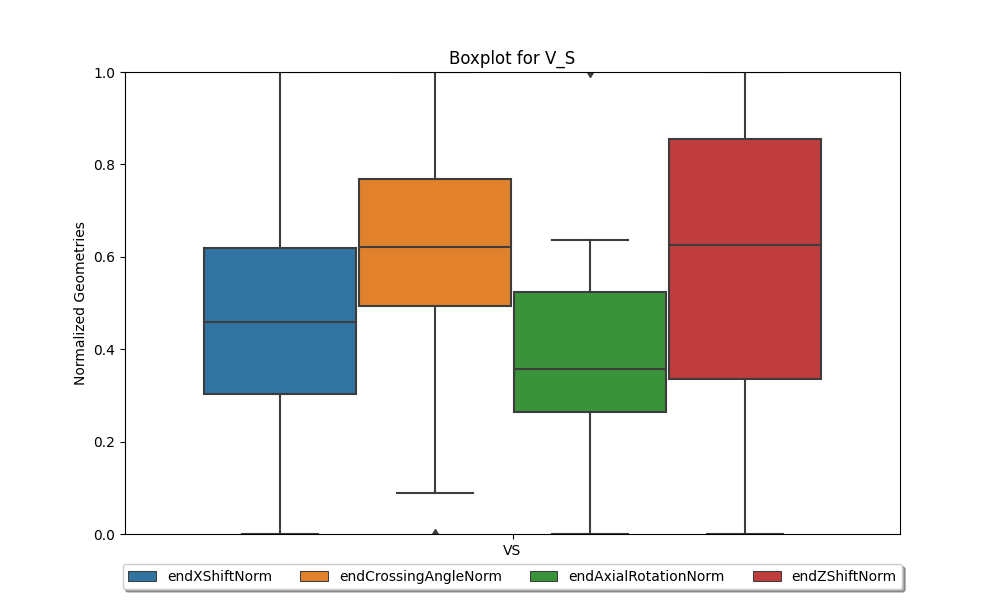 Boxplot for V_S
1.0
0.8
0.6
0.4
0.2
0.0
Normalized Geometries
VS
endXShiftNorm endCrossingAngleNorm endAxialRotationNorm endZShiftNorm